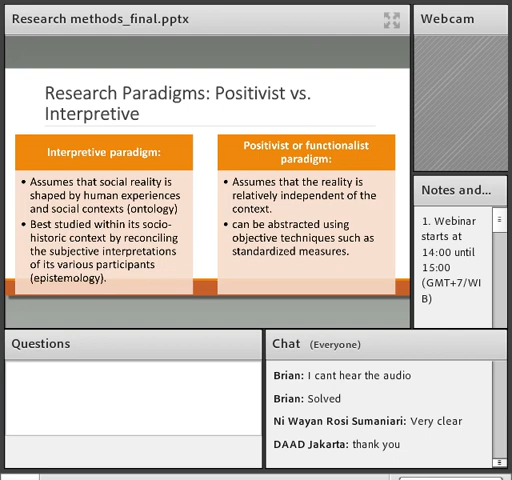 Research methods_final.pptx
Webcam
Research Paradigms: Positivist vs.
Interpretive
Interpretive paradigm:
• Assumes that social reality is
shaped by human experiences
and social contexts (ontology)
• Best studied within its socio-
historic context by reconciling
the subjective interpretations
of its various participants
(epistemology).
Positivist or functionalist
paradigm:
• Assumes that the reality is
relatively independent of the
context.
• can be abstracted using
objective techniques such as
standardized measures.
Notes and...
1. Webinar
starts at
14:00 until
15:00
(GMT+7/WI
B)
Questions
Chat (Everyone)
Brian: I cant hear the audio
Brian: Solved
Ni Wayan Rosi Sumaniari: Very clear
DAAD Jakarta: thank you